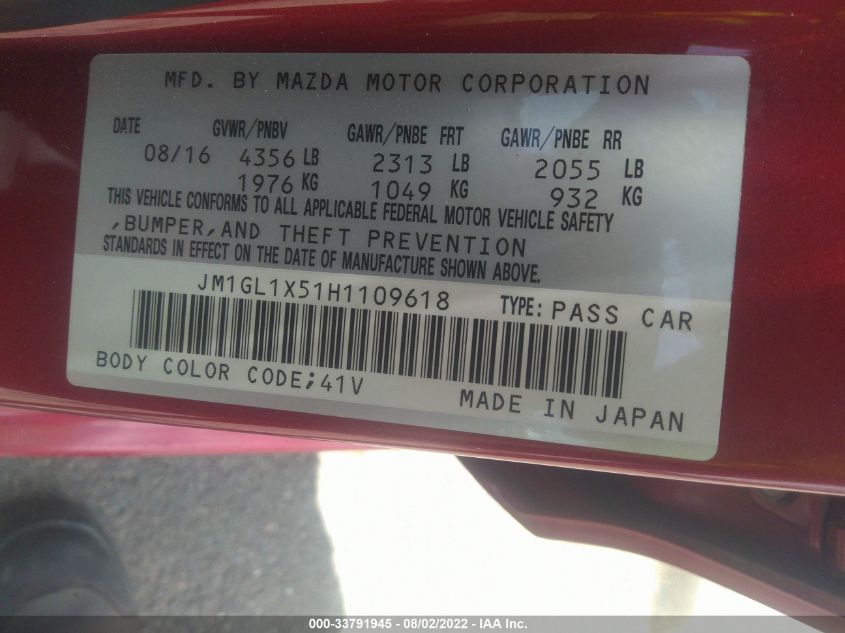 MFD. BY MAZDA MOTOR CORPORATION
DATE GVWR/PNBV GAWR/PNBE FRT GAWR/PNBE RR
08/16 4356 LB 2313 LB 2055 LB
1976 KG 1049 KG 932 KG
THIS VEHICLE CONFORMS TO ALL APPLICABLE FEDERAL MOTOR VEHICLE SAFETY
,BUMPER,AND THEFT PREVENTION
STANDARDS IN EFFECT ON THE DATE OF MANUFACTURE SHOWN ABOVE.
JM1GL1X51H1109618 TYPE: PASS CAR
BODY COLOR CODE;41V MADE IN JAPAN
000-33791945 - 08/02/2022 - IAA Inc.